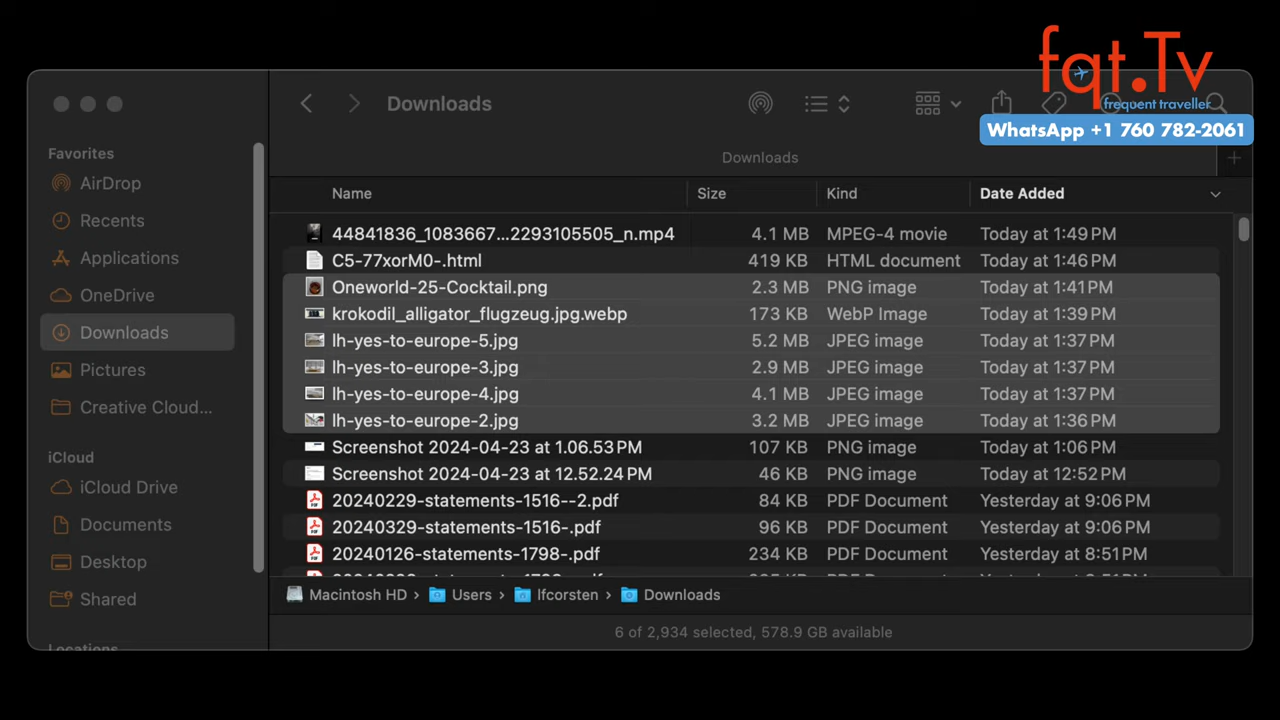 fqt.Tv
frequent traveller
WhatsApp +1 760 782-2061
Downloads
Downloads
Favorites
AirDrop
Recents
Applications
OneDrive
Downloads
Pictures
Creative Cloud...
iCloud
iCloud Drive
Documents
Desktop
Shared
Name Size Kind Date Added
44841836_1083667...2293105505_n.mp4 4.1 MB MPEG-4 movie Today at 1:49 PM
C5-77xorM0-.html 419 KB HTML document Today at 1:46 PM
Oneworld-25-Cocktail.png 2.3 MB PNG image Today at 1:41 PM
krokodil_alligator_flugzeug.jpg.webp 173 KB WebP Image Today at 1:39 PM
lh-yes-to-europe-5.jpg 5.2 MB JPEG image Today at 1:37 PM
lh-yes-to-europe-3.jpg 2.9 MB JPEG image Today at 1:37 PM
lh-yes-to-europe-4.jpg 4.1 MB JPEG image Today at 1:37 PM
lh-yes-to-europe-2.jpg 3.2 MB JPEG image Today at 1:36 PM
Screenshot 2024-04-23 at 1.06.53 PM 107 KB PNG image Today at 1:06 PM
Screenshot 2024-04-23 at 12.52.24 PM 46 KB PNG image Today at 12:52 PM
20240229-statements-1516--2.pdf 84 KB PDF Document Yesterday at 9:06 PM
20240329-statements-1516-.pdf 96 KB PDF Document Yesterday at 9:06 PM
20240126-statements-1798-.pdf 234 KB PDF Document Yesterday at 8:51 PM
Macintosh HD › Users › lfcorsten › Downloads
6 of 2,934 selected, 578.9 GB available